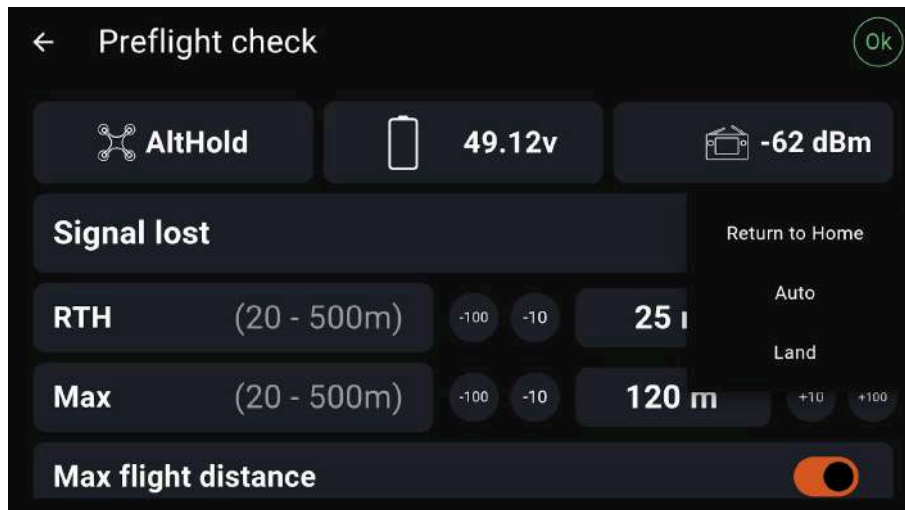 Preflight check
Ok
AltHold
49.12v
-62 dBm
Signal lost
Return to Home
Auto
Land
RTH (20 - 500m) -100 -10 25
Max (20 - 500m) -100 -10 120 m +10 +100
Max flight distance